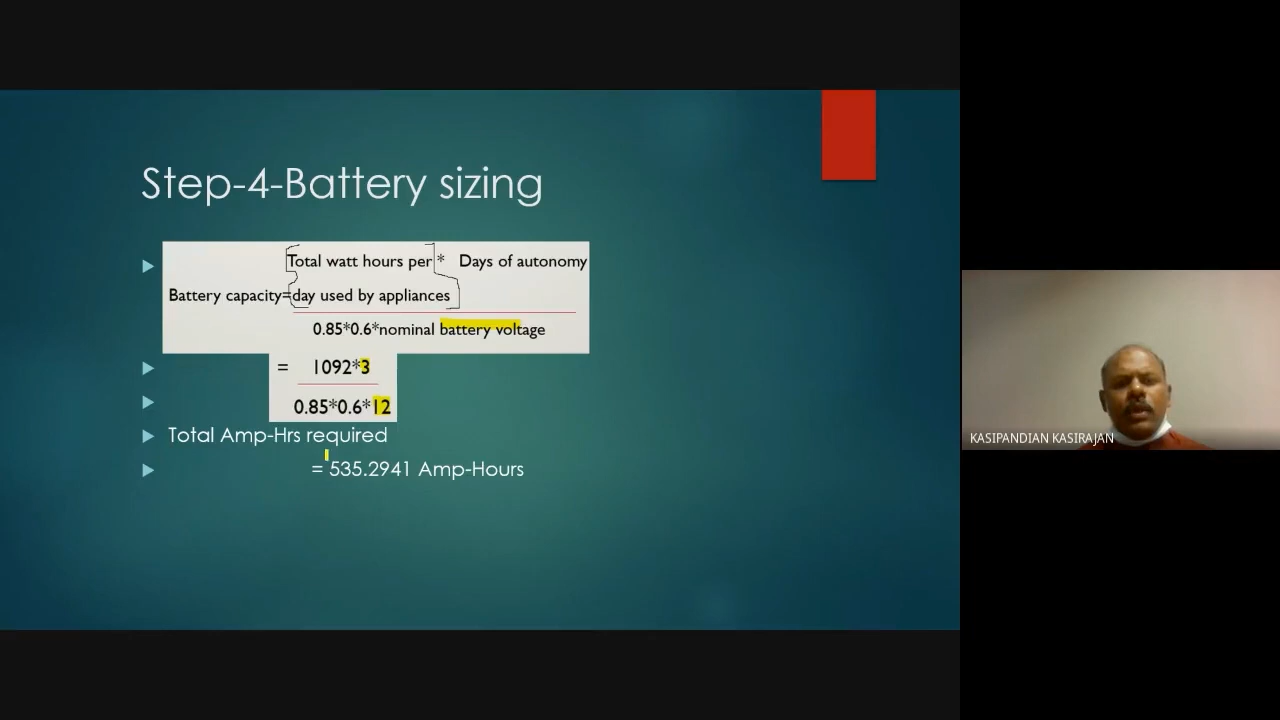 Step-4-Battery sizing
Total watt hours per * Days of autonomy
Battery capacity=day used by appliances
0.85*0.6*nominal battery voltage
= 1092*3
0.85*0.6*12
Total Amp-Hrs required
= 535.2941 Amp-Hours
KASIPANDIAN KASIRAJAN